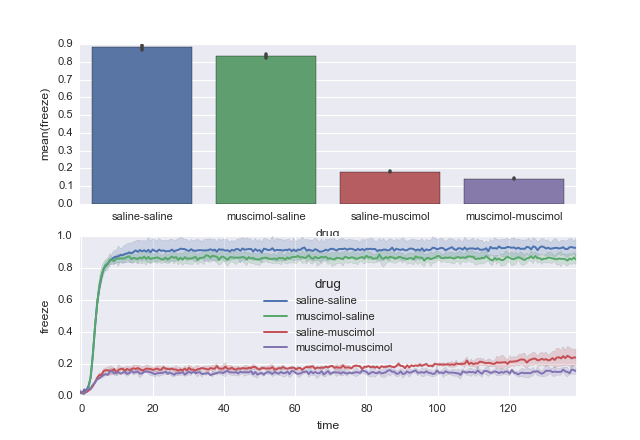 mean(freeze)
0.9
0.8
0.7
0.6
0.5
0.4
0.3
0.2
0.1
0.0
saline-saline muscimol-saline saline-muscimol muscimol-muscimol
drug
freeze
1.0
0.8
0.6
0.4
0.2
0.0
drug
saline-saline
muscimol-saline
saline-muscimol
muscimol-muscimol
0 20 40 60 80 100 120
time